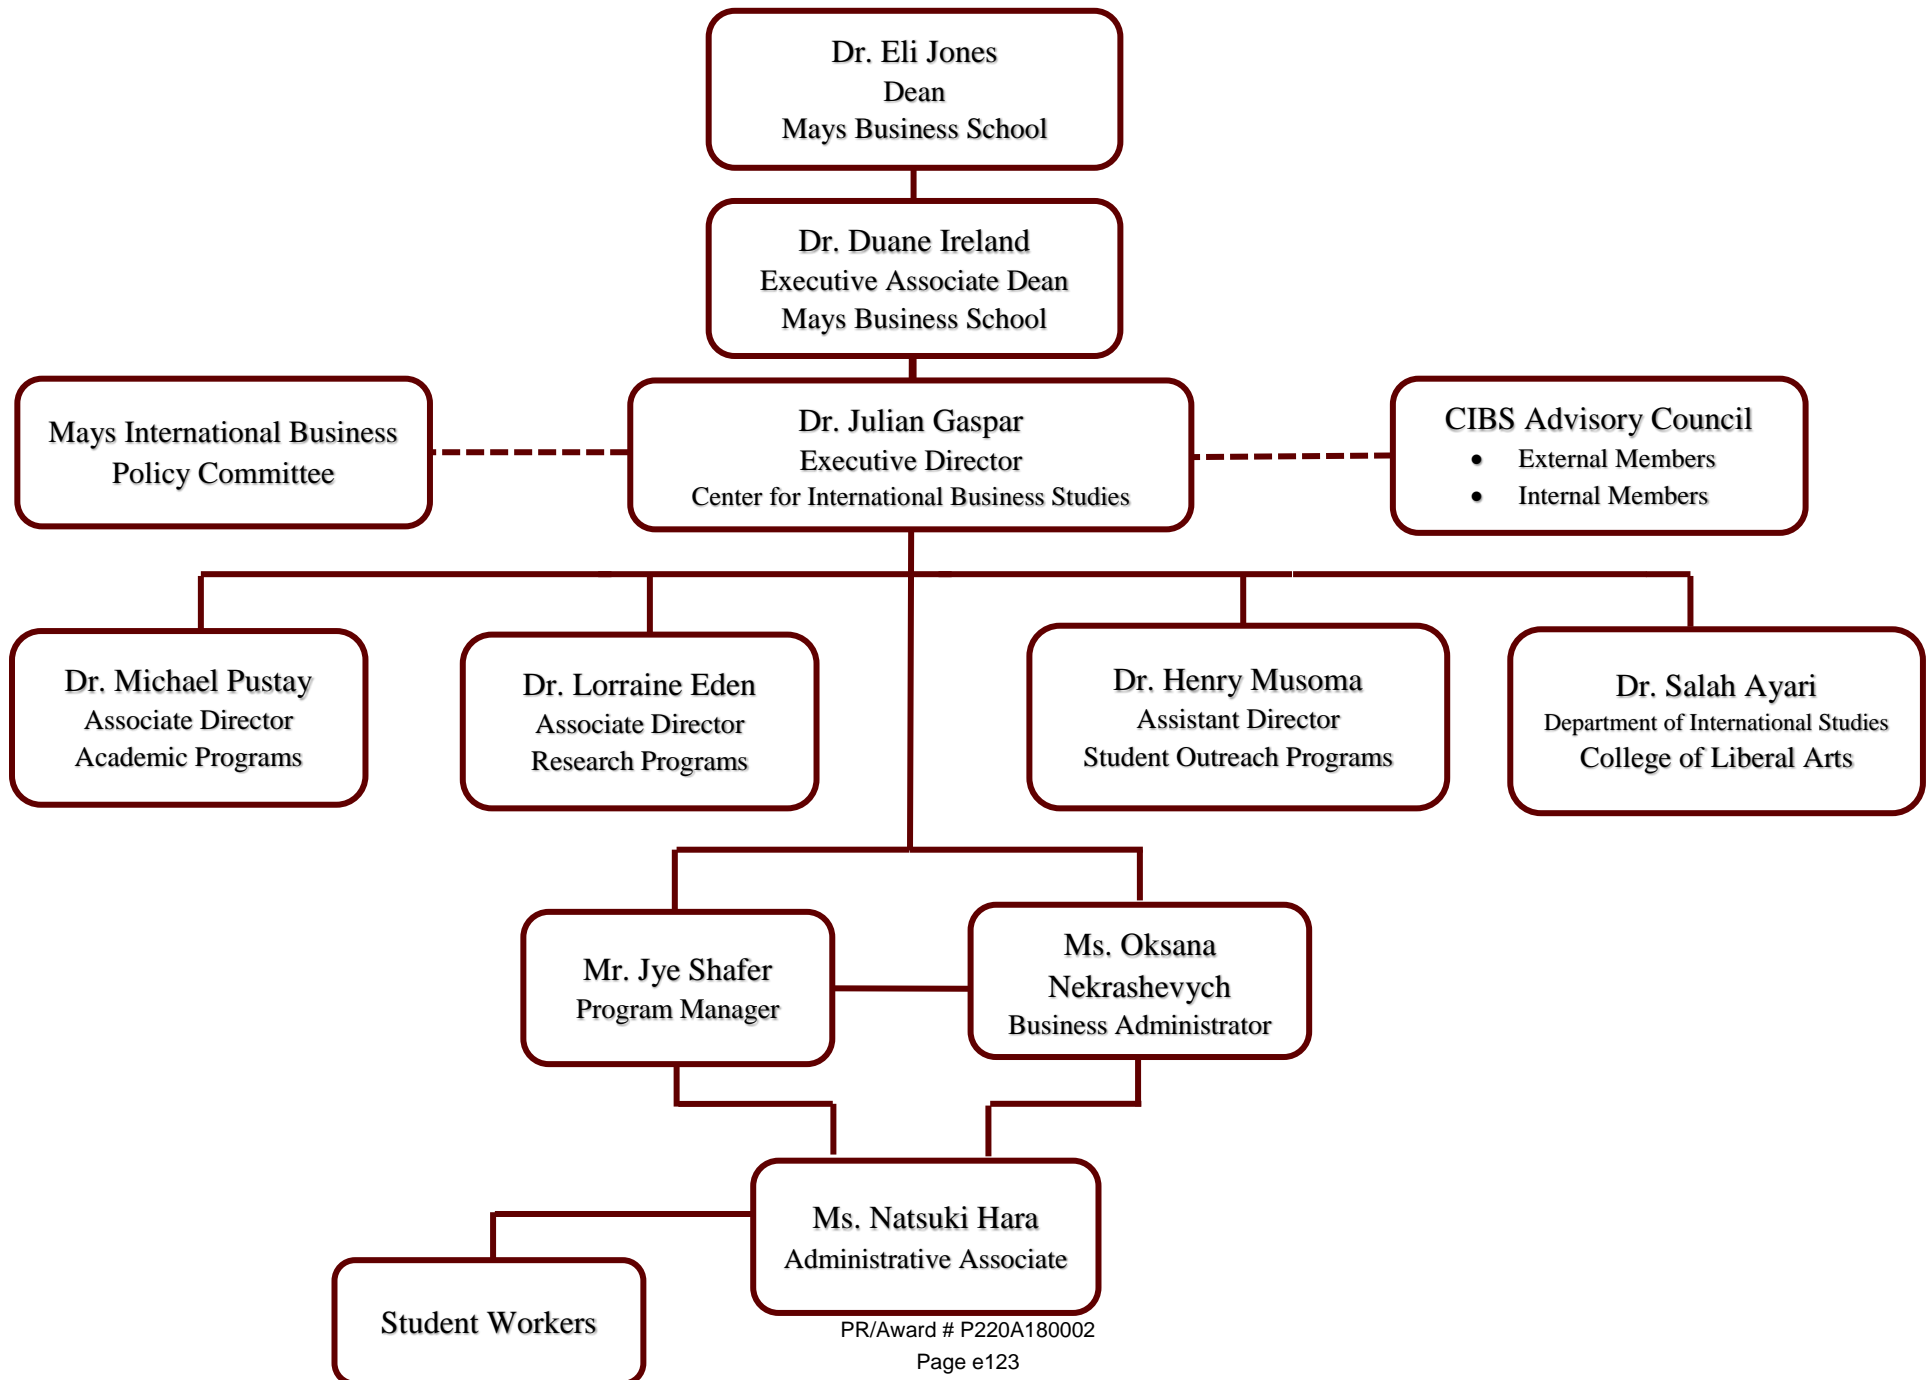 Dr. Eli Jones
Dean
Mays Business School
Dr. Duane Ireland
Executive Associate Dean
Mays Business School
Mays International Business
Policy Committee
Dr. Julian Gaspar
Executive Director
Center for International Business Studies
CIBS Advisory Council
• External Members
• Internal Members
Dr. Michael Pustay
Associate Director
Academic Programs
Dr. Lorraine Eden
Associate Director
Research Programs
Dr. Henry Musoma
Assistant Director
Student Outreach Programs
Dr. Salah Ayari
Department of International Studies
College of Liberal Arts
Mr. Jye Shafer
Program Manager
Ms. Oksana
Nekrashevych
Business Administrator
Ms. Natsuki Hara
Administrative Associate
Student Workers
PR/Award # P220A180002
Page e123